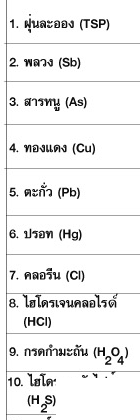 1. ฝุ่นละออง (TSP)
2. พลวง (Sb)
3. สารหนู (As)
4. ทองแดง (Cu)
5. ตะกั่ว (Pb)
6. ปรอท (Hg)
7. คลอรีน (Cl)
8. ไฮโดรเจนคลอไรด์
(HCl)
9. กรดกำมะถัน (H2O4)
10.
(H2S)